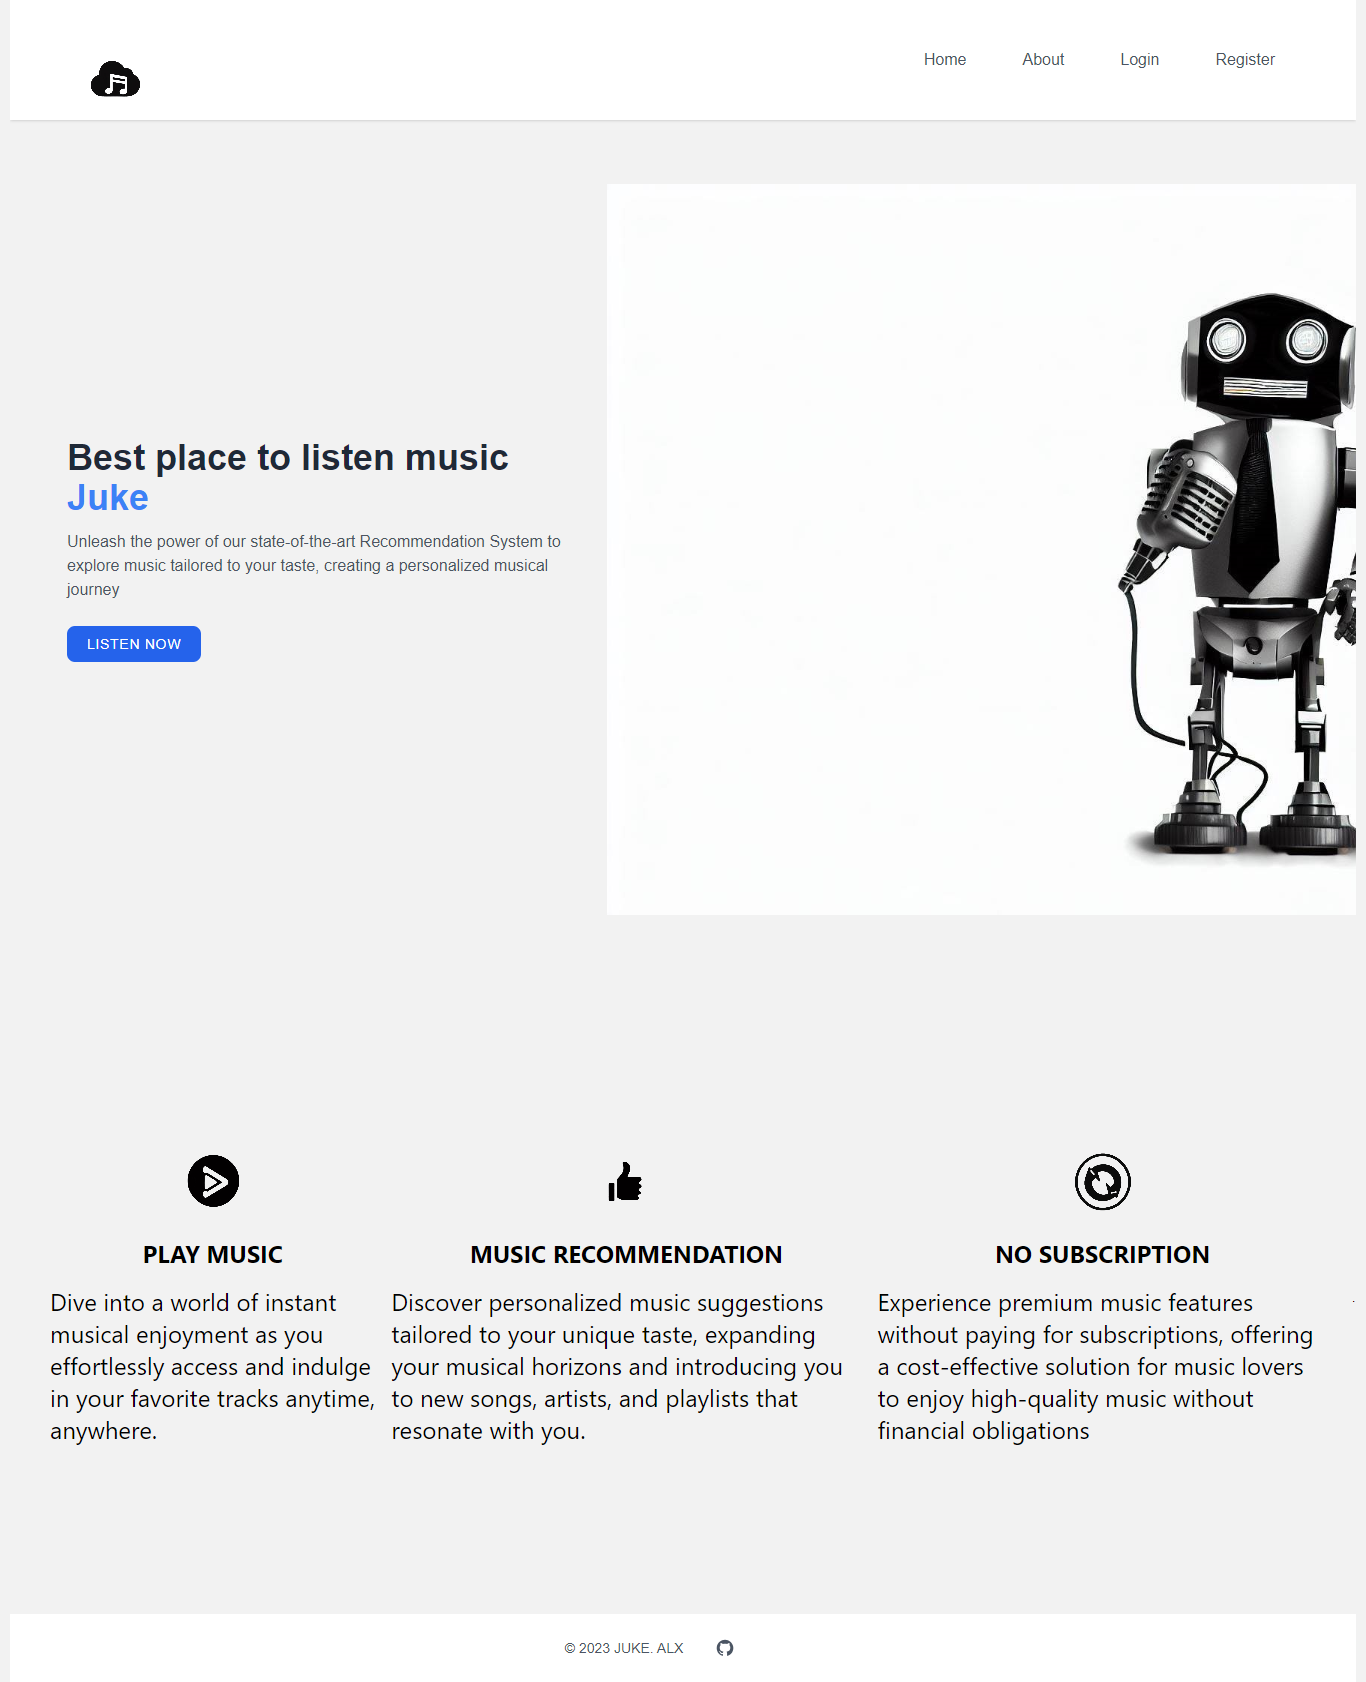 Home About Login Register
Best place to listen music
Juke
Unleash the power of our state-of-the-art Recommendation System to
explore music tailored to your taste, creating a personalized musical
journey
LISTEN NOW
PLAY MUSIC
Dive into a world of instant
musical enjoyment as you
effortlessly access and indulge
in your favorite tracks anytime,
anywhere.
MUSIC RECOMMENDATION
Discover personalized music suggestions
tailored to your unique taste, expanding
your musical horizons and introducing you
to new songs, artists, and playlists that
resonate with you.
NO SUBSCRIPTION
Experience premium music features
without paying for subscriptions, offering
a cost-effective solution for music lovers
to enjoy high-quality music without
financial obligations
© 2023 JUKE. ALX